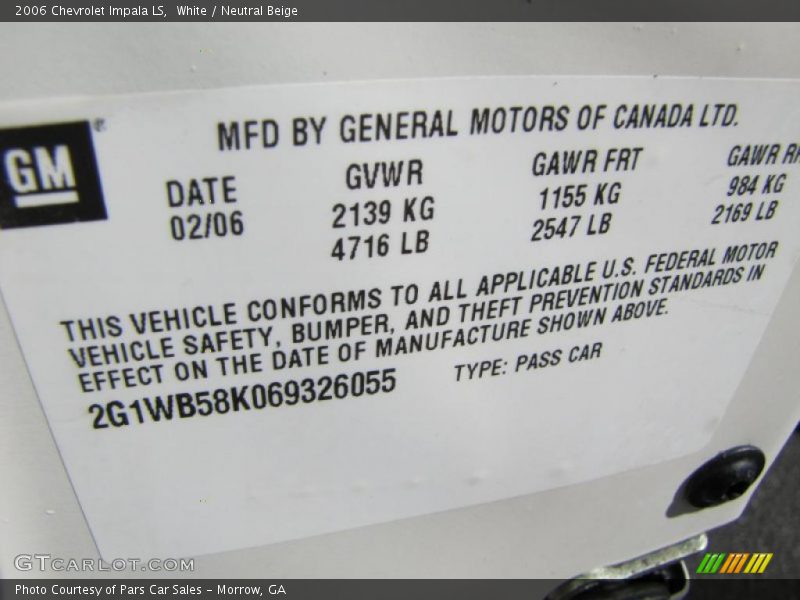 2006 Chevrolet Impala LS, White / Neutral Beige
GM
MFD BY GENERAL MOTORS OF CANADA LTD.
DATE GVWR GAWR FRT GAWR RR
02/06 2139 KG 1155 KG 984 KG
4716 LB 2547 LB 2169 LB
THIS VEHICLE CONFORMS TO ALL APPLICABLE U.S. FEDERAL MOTOR
VEHICLE SAFETY, BUMPER, AND THEFT PREVENTION STANDARDS IN
EFFECT ON THE DATE OF MANUFACTURE SHOWN ABOVE.
2G1WB58K069326055 TYPE: PASS CAR
GTCARLOT.COM
Photo Courtesy of Pars Car Sales - Morrow, GA